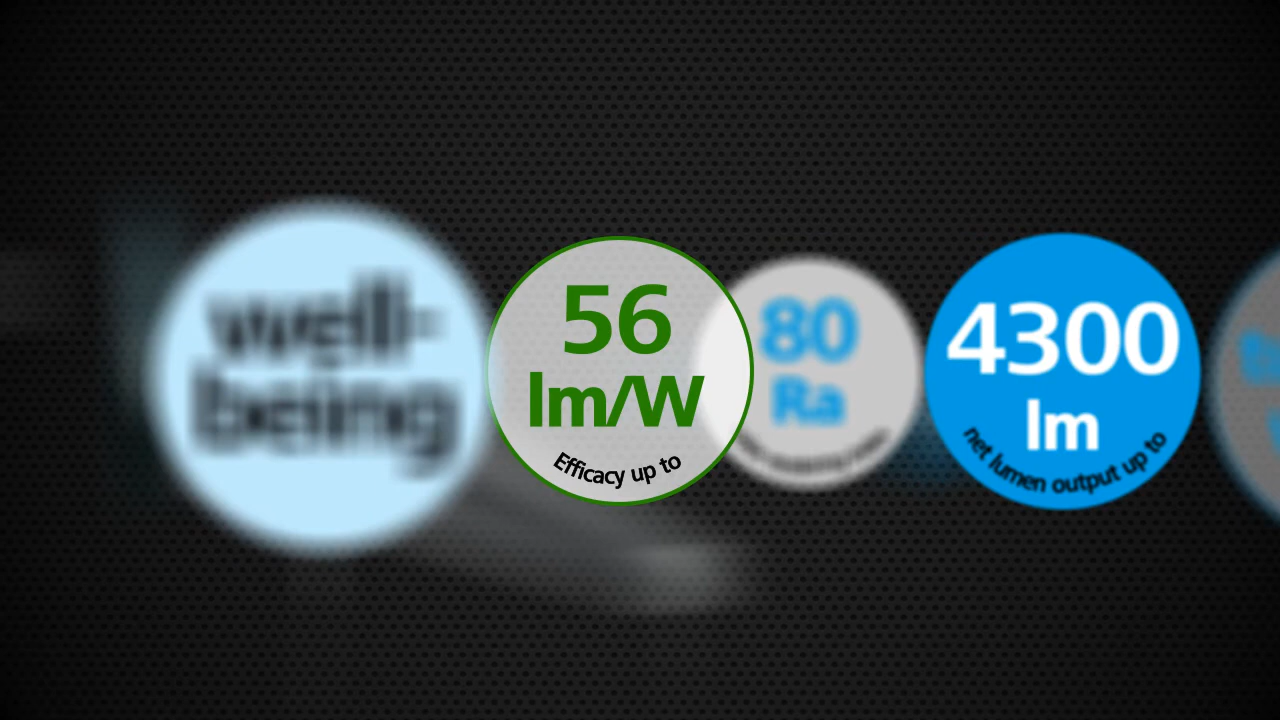 well-
being
56
lm/W
Efficacy up to
80
Ra
4300
lm
net lumen output up to